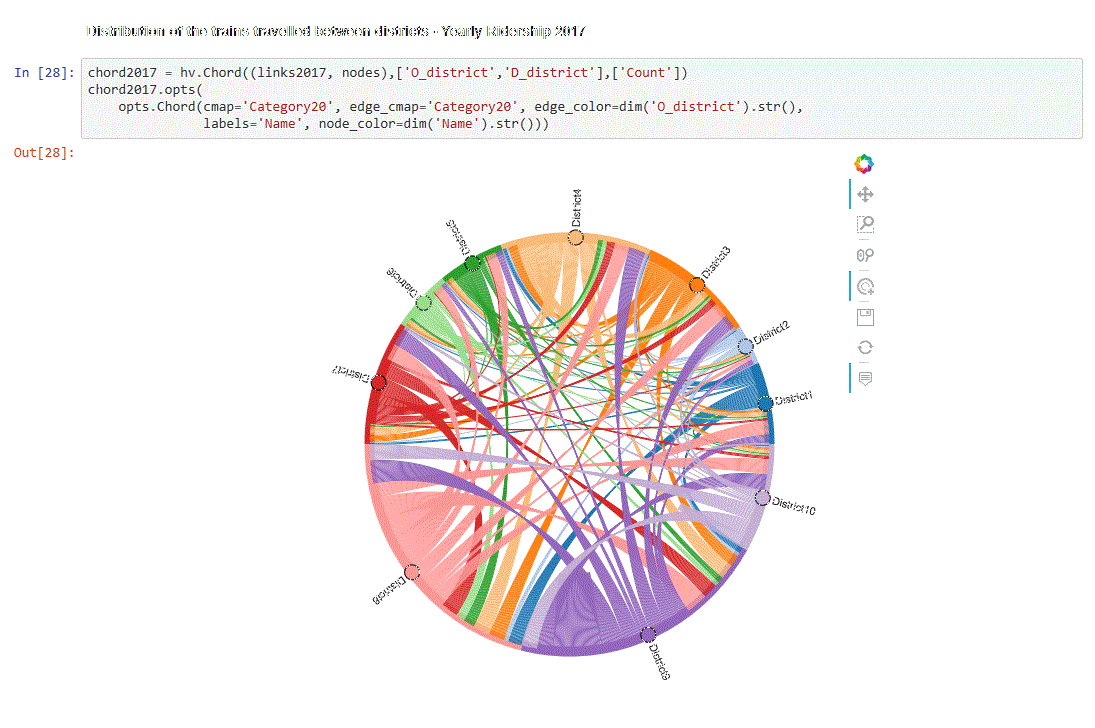 Distribution of the trains travelled between districts - Yearly Ridership 2017
In [28]:
chord2017 = hv.Chord((links2017, nodes),['O_district','D_district'],['Count'])
chord2017.opts(
opts.Chord(cmap='Category20', edge_cmap='Category20', edge_color=dim('O_district').str(),
labels='Name', node_color=dim('Name').str()))
Out[28]:
District4
District5
District3
District6
District2
District7
District1
District10
District8
District9